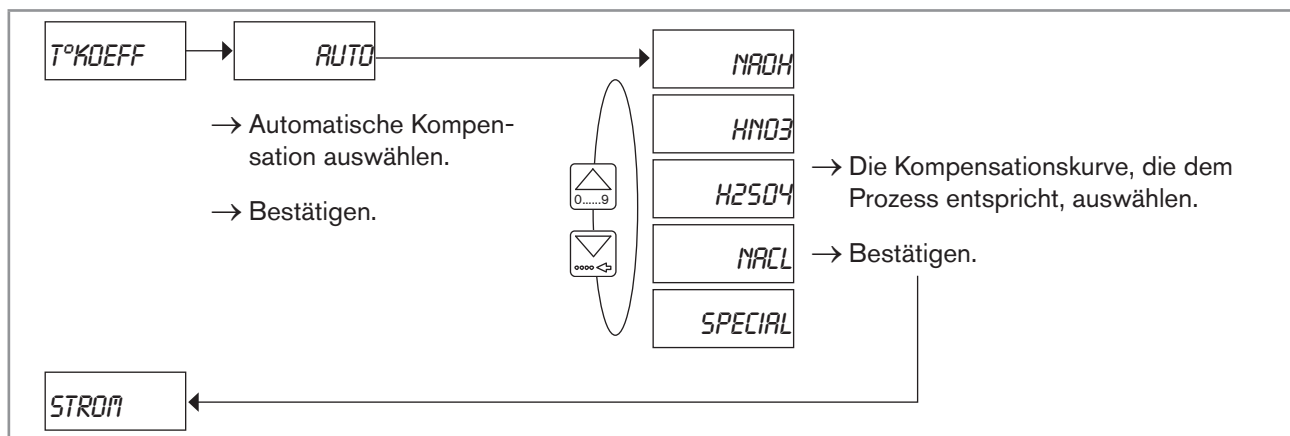 T°KOEFF
AUTO
→ Automatische Kompen-
sation auswählen.
→ Bestätigen.
0......9
NAOH
HNO3
H2SO4
NACL
SPECIAL
→ Die Kompensationskurve, die dem
Prozess entspricht, auswählen.
→ Bestätigen.
STROM